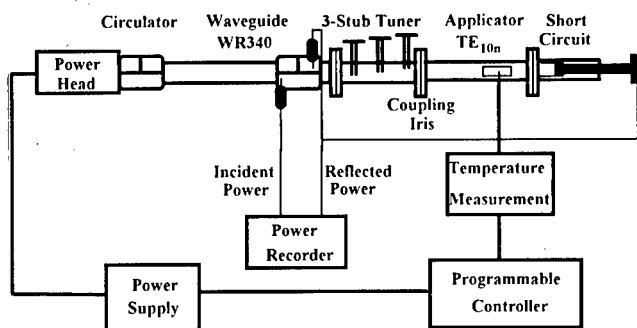 Circulator
Waveguide
WR340
3-Stub Tuner
Applicator
TE10n
Short
Circuit
Power
Head
Coupling
Iris
Incident
Power
Reflected
Power
Temperature
Measurement
Power
Recorder
Power
Supply
Programmable
Controller